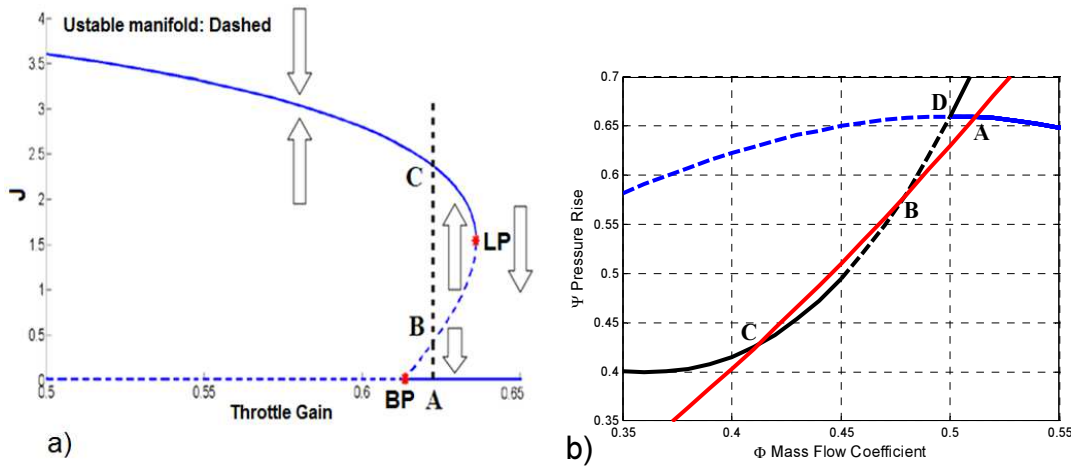 Ustable manifold: Dashed
4
3.5
3
2.5
2
1.5
1
0.5
0
J
C
LP
B
BP
A
0.5
0.55
0.6
0.65
Throttle Gain
a)
0.7
0.65
0.6
0.55
0.5
0.45
0.4
0.35
Ψ Pressure Rise
D
A
B
C
0.35
0.4
0.45
0.5
0.55
Φ Mass Flow Coefficient
b)